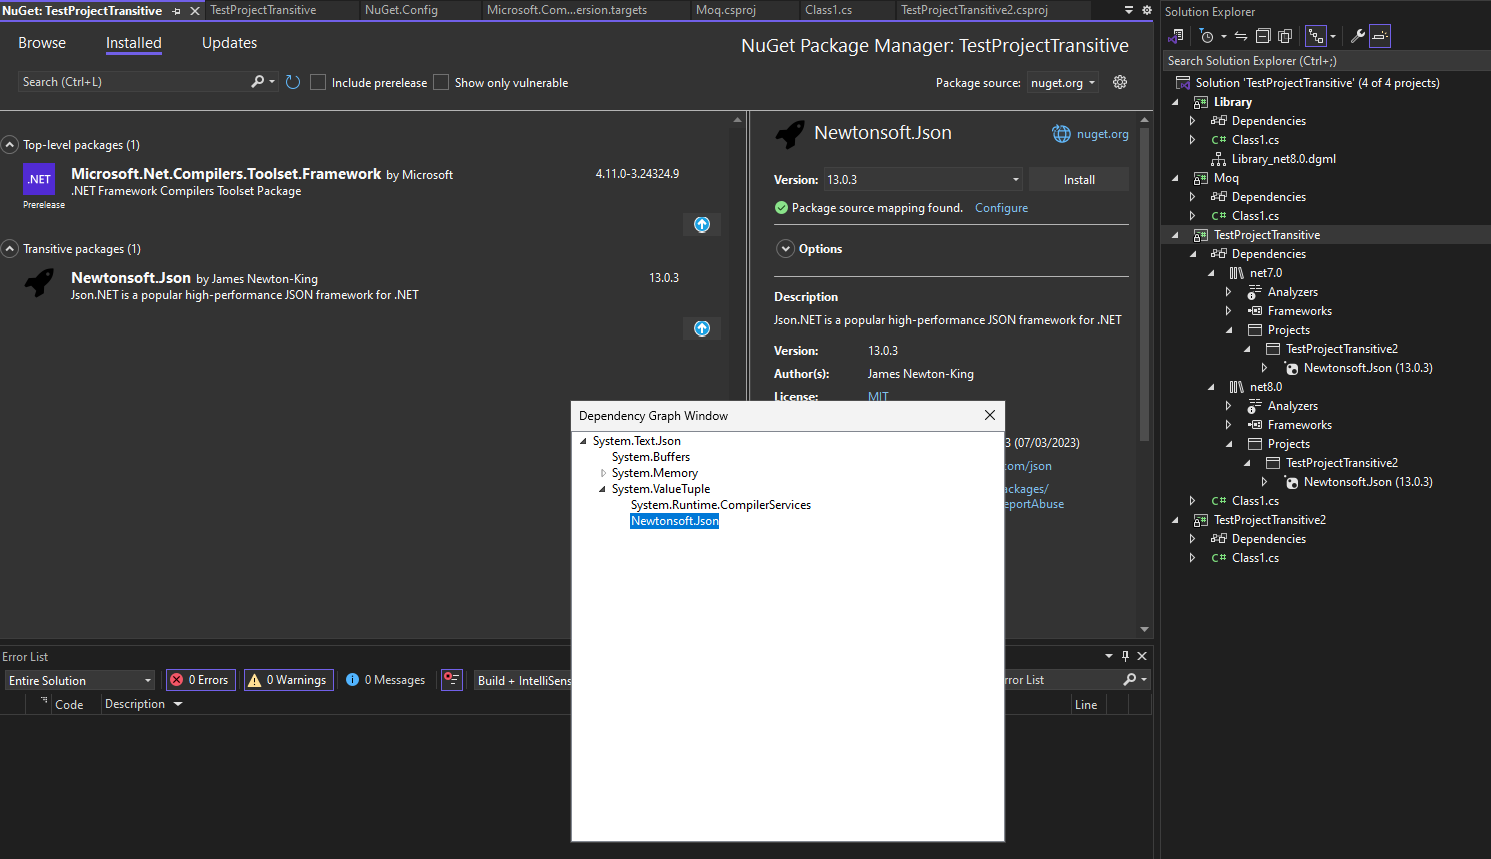 NuGet: TestProjectTransitive
TestProjectTransitive
NuGet.Config
Microsoft.Com...ersion.targets
Moq.csproj
Class1.cs
TestProjectTransitive2.csproj
Browse
Installed
Updates
NuGet Package Manager: TestProjectTransitive
Search (Ctrl+L)
Include prerelease
Show only vulnerable
Package source:
nuget.org
Top-level packages (1)
.NET
Prerelease
Microsoft.Net.Compilers.Toolset.Framework by Microsoft
4.11.0-3.24324.9
.NET Framework Compilers Toolset Package
Transitive packages (1)
Newtonsoft.Json by James Newton-King
13.0.3
Json.NET is a popular high-performance JSON framework for .NET
Newtonsoft.Json
nuget.org
Version:
13.0.3
Install
Package source mapping found. Configure
Options
Description
Json.NET is a popular high-performance JSON framework for .NET
Version: 13.0.3
Author(s): James Newton-King
License: MIT
3 (07/03/2023)
com/json
ackages/
eportAbuse
Dependency Graph Window
System.Text.Json
System.Buffers
System.Memory
System.ValueTuple
System.Runtime.CompilerServices
Newtonsoft.Json
Error List
Entire Solution
0 Errors
0 Warnings
0 Messages
Build + IntelliSens
rror List
Code
Description
Line
Solution Explorer
Search Solution Explorer (Ctrl+;)
Solution 'TestProjectTransitive' (4 of 4 projects)
Library
Dependencies
C# Class1.cs
Library_net8.0.dgml
Moq
Dependencies
C# Class1.cs
TestProjectTransitive
Dependencies
net7.0
Analyzers
Frameworks
Projects
TestProjectTransitive2
Newtonsoft.Json (13.0.3)
net8.0
Analyzers
Frameworks
Projects
TestProjectTransitive2
Newtonsoft.Json (13.0.3)
C# Class1.cs
TestProjectTransitive2
Dependencies
C# Class1.cs